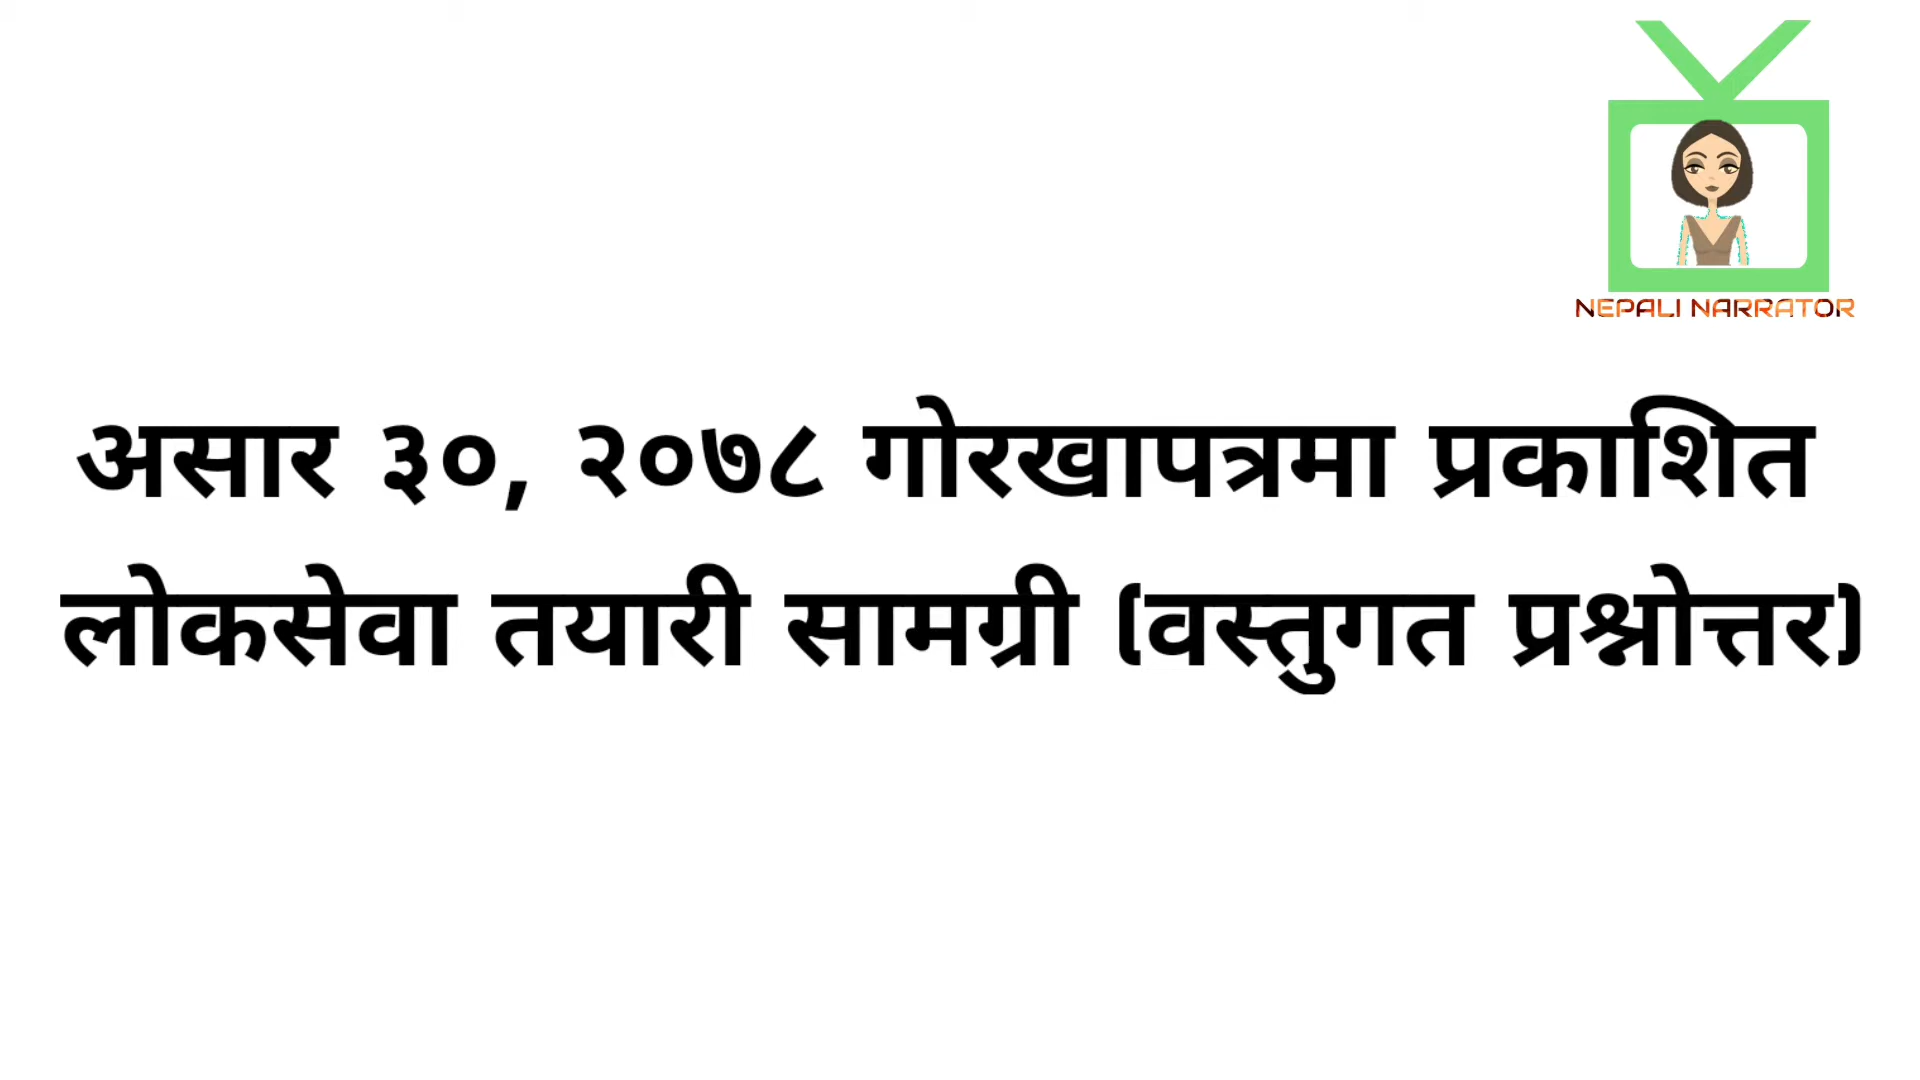 NEPALI NARRATOR
असार ३०, २०७८ गोरखापत्रमा प्रकाशित
लोकसेवा तयारी सामग्री (वस्तुगत प्रश्नोत्तर)